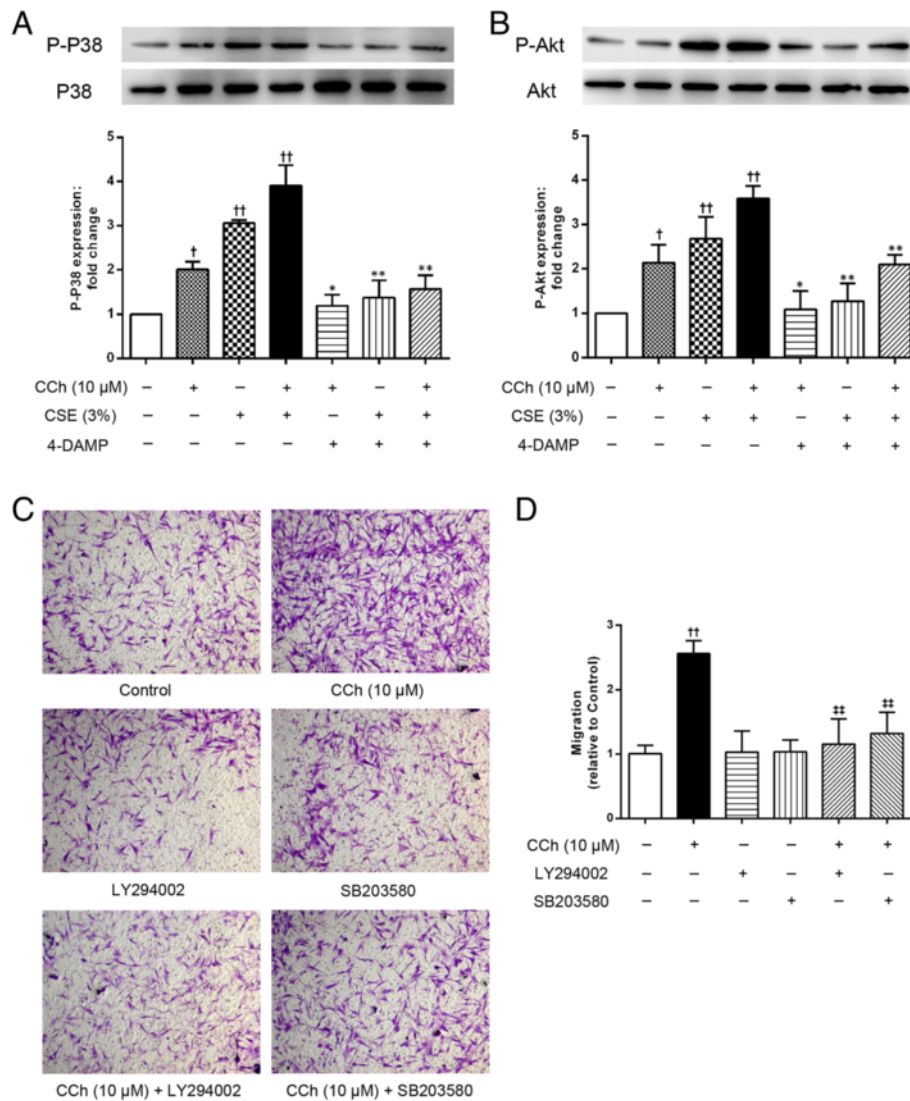 A
P-P38
P38
P-P38 expression:
fold change
5
4
3
2
1
0
†
††
††
*
**
**
CCh (10 μM) – + – + + – +
CSE (3%) – – + + – + +
4-DAMP – – – – + + +
B
P-Akt
Akt
P-Akt expression:
fold change
5
4
3
2
1
0
†
††
††
*
**
**
CCh (10 μM) – + – + + – +
CSE (3%) – – + + – + +
4-DAMP – – – – + + +
C
Control
CCh (10 μM)
LY294002
SB203580
CCh (10 μM) + LY294002
CCh (10 μM) + SB203580
D
Migration
(relative to Control)
3
2
1
0
††
‡‡
‡‡
CCh (10 μM) – + – – + +
LY294002 – – + – + –
SB203580 – – – + – +